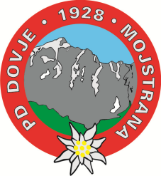 PD DOVJE · 1928 · MOJSTRANA